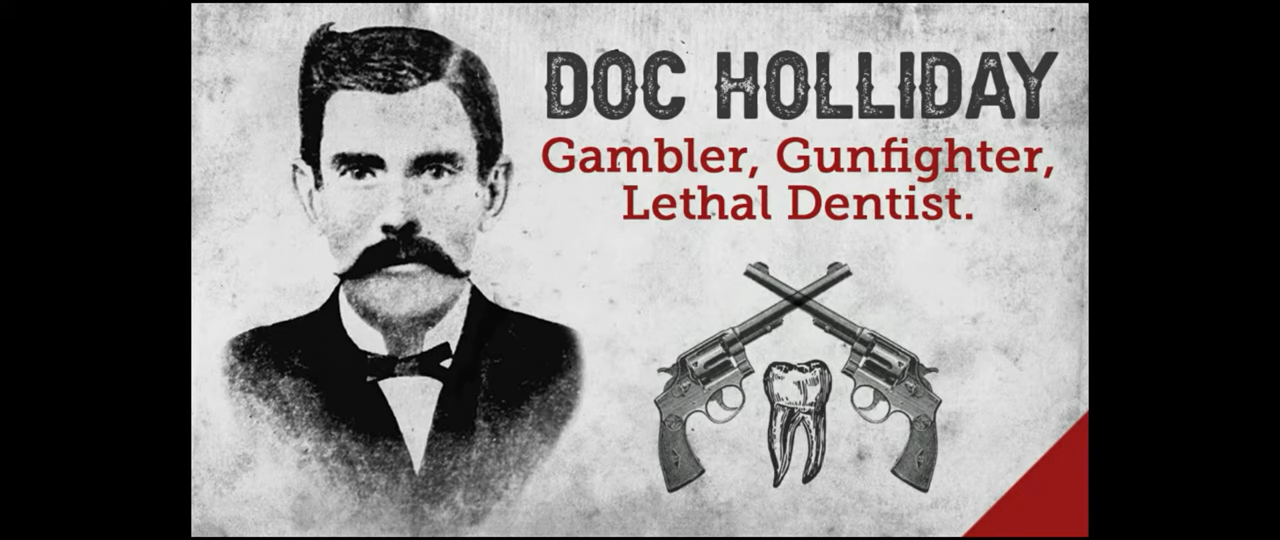 DOC HOLLIDAY
Gambler, Gunfighter,
Lethal Dentist.